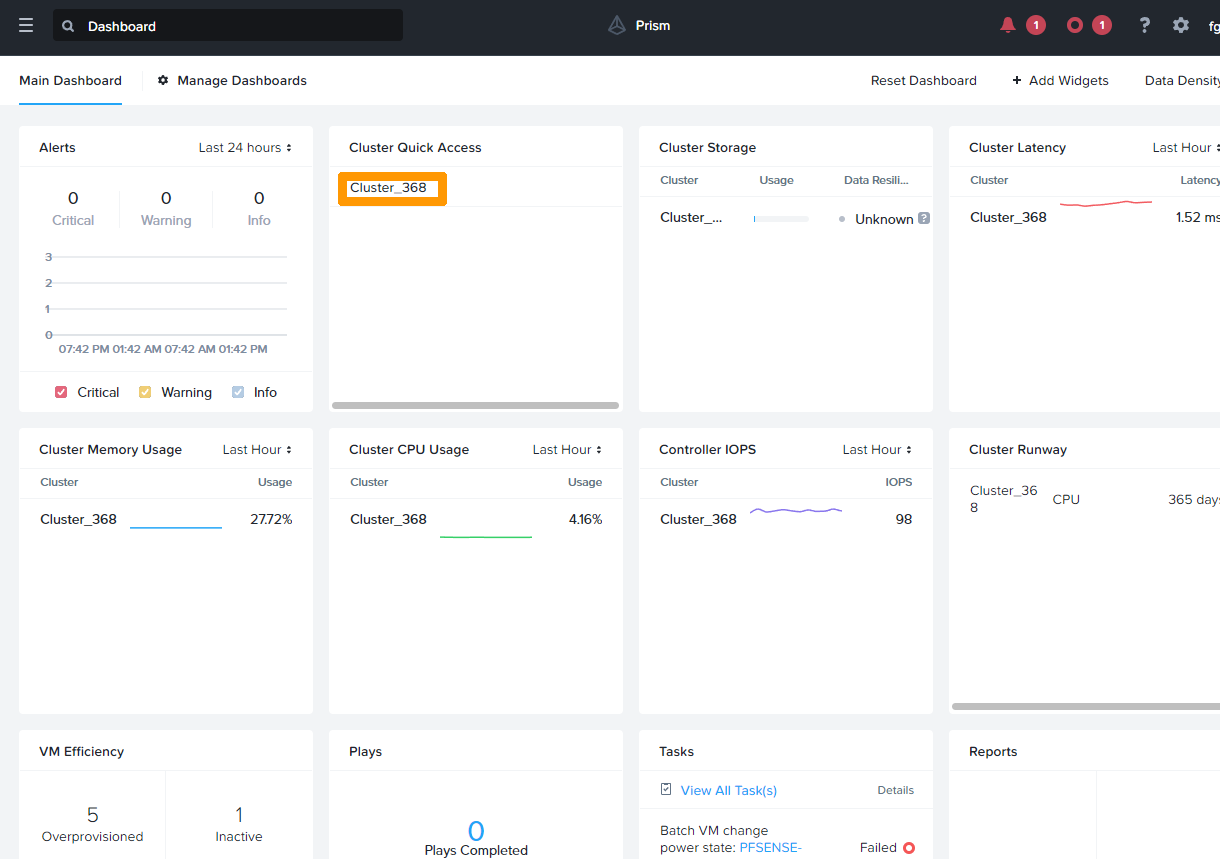 Dashboard
Prism
1
1
?
fg
Main Dashboard
Manage Dashboards
Reset Dashboard
+ Add Widgets
Data Density
Alerts
Last 24 hours
0
0
0
Critical
Warning
Info
3
2
1
0
07:42 PM 01:42 AM 07:42 AM 01:42 PM
Critical
Warning
Info
Cluster Quick Access
Cluster_368
Cluster Storage
Cluster
Usage
Data Resili...
Cluster_...
Unknown ?
Cluster Latency
Last Hour
Cluster
Latency
Cluster_368
1.52 ms
Cluster Memory Usage
Last Hour
Cluster
Usage
Cluster_368
27.72%
Cluster CPU Usage
Last Hour
Cluster
Usage
Cluster_368
4.16%
Controller IOPS
Last Hour
Cluster
IOPS
Cluster_368
98
Cluster Runway
Cluster_36
8
CPU
365 days
VM Efficiency
5
Overprovisioned
1
Inactive
Plays
0
Plays Completed
Tasks
View All Task(s)
Details
Batch VM change
power state: PFSENSE-
Failed
Reports